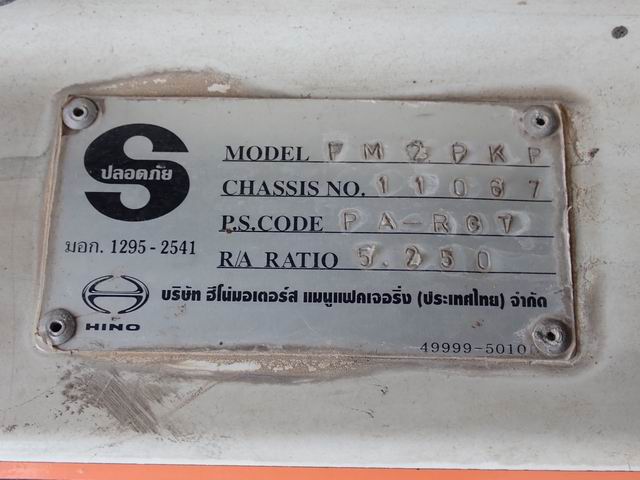 S
ปลอดภัย
มอก. 1295-2541
MODEL FM2PKP
CHASSIS NO. 11067
P.S.CODE PA-RGT
R/A RATIO 5.250
HINO
บริษัท ฮีโน่มอเตอร์ส แมนูแฟคเจอริ่ง (ประเทศไทย) จำกัด
49999-5010